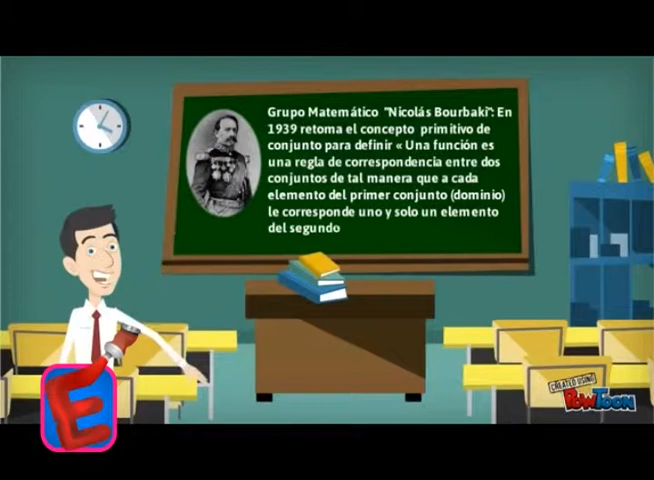 Grupo Matemático "Nicolás Bourbaki": En
1939 retoma el concepto primitivo de
conjunto para definir « Una función es
una regla de correspondencia entre dos
conjuntos de tal manera que a cada
elemento del primer conjunto (dominio)
le corresponde uno y solo un elemento
del segundo
E
CREATED USING
POWTOON